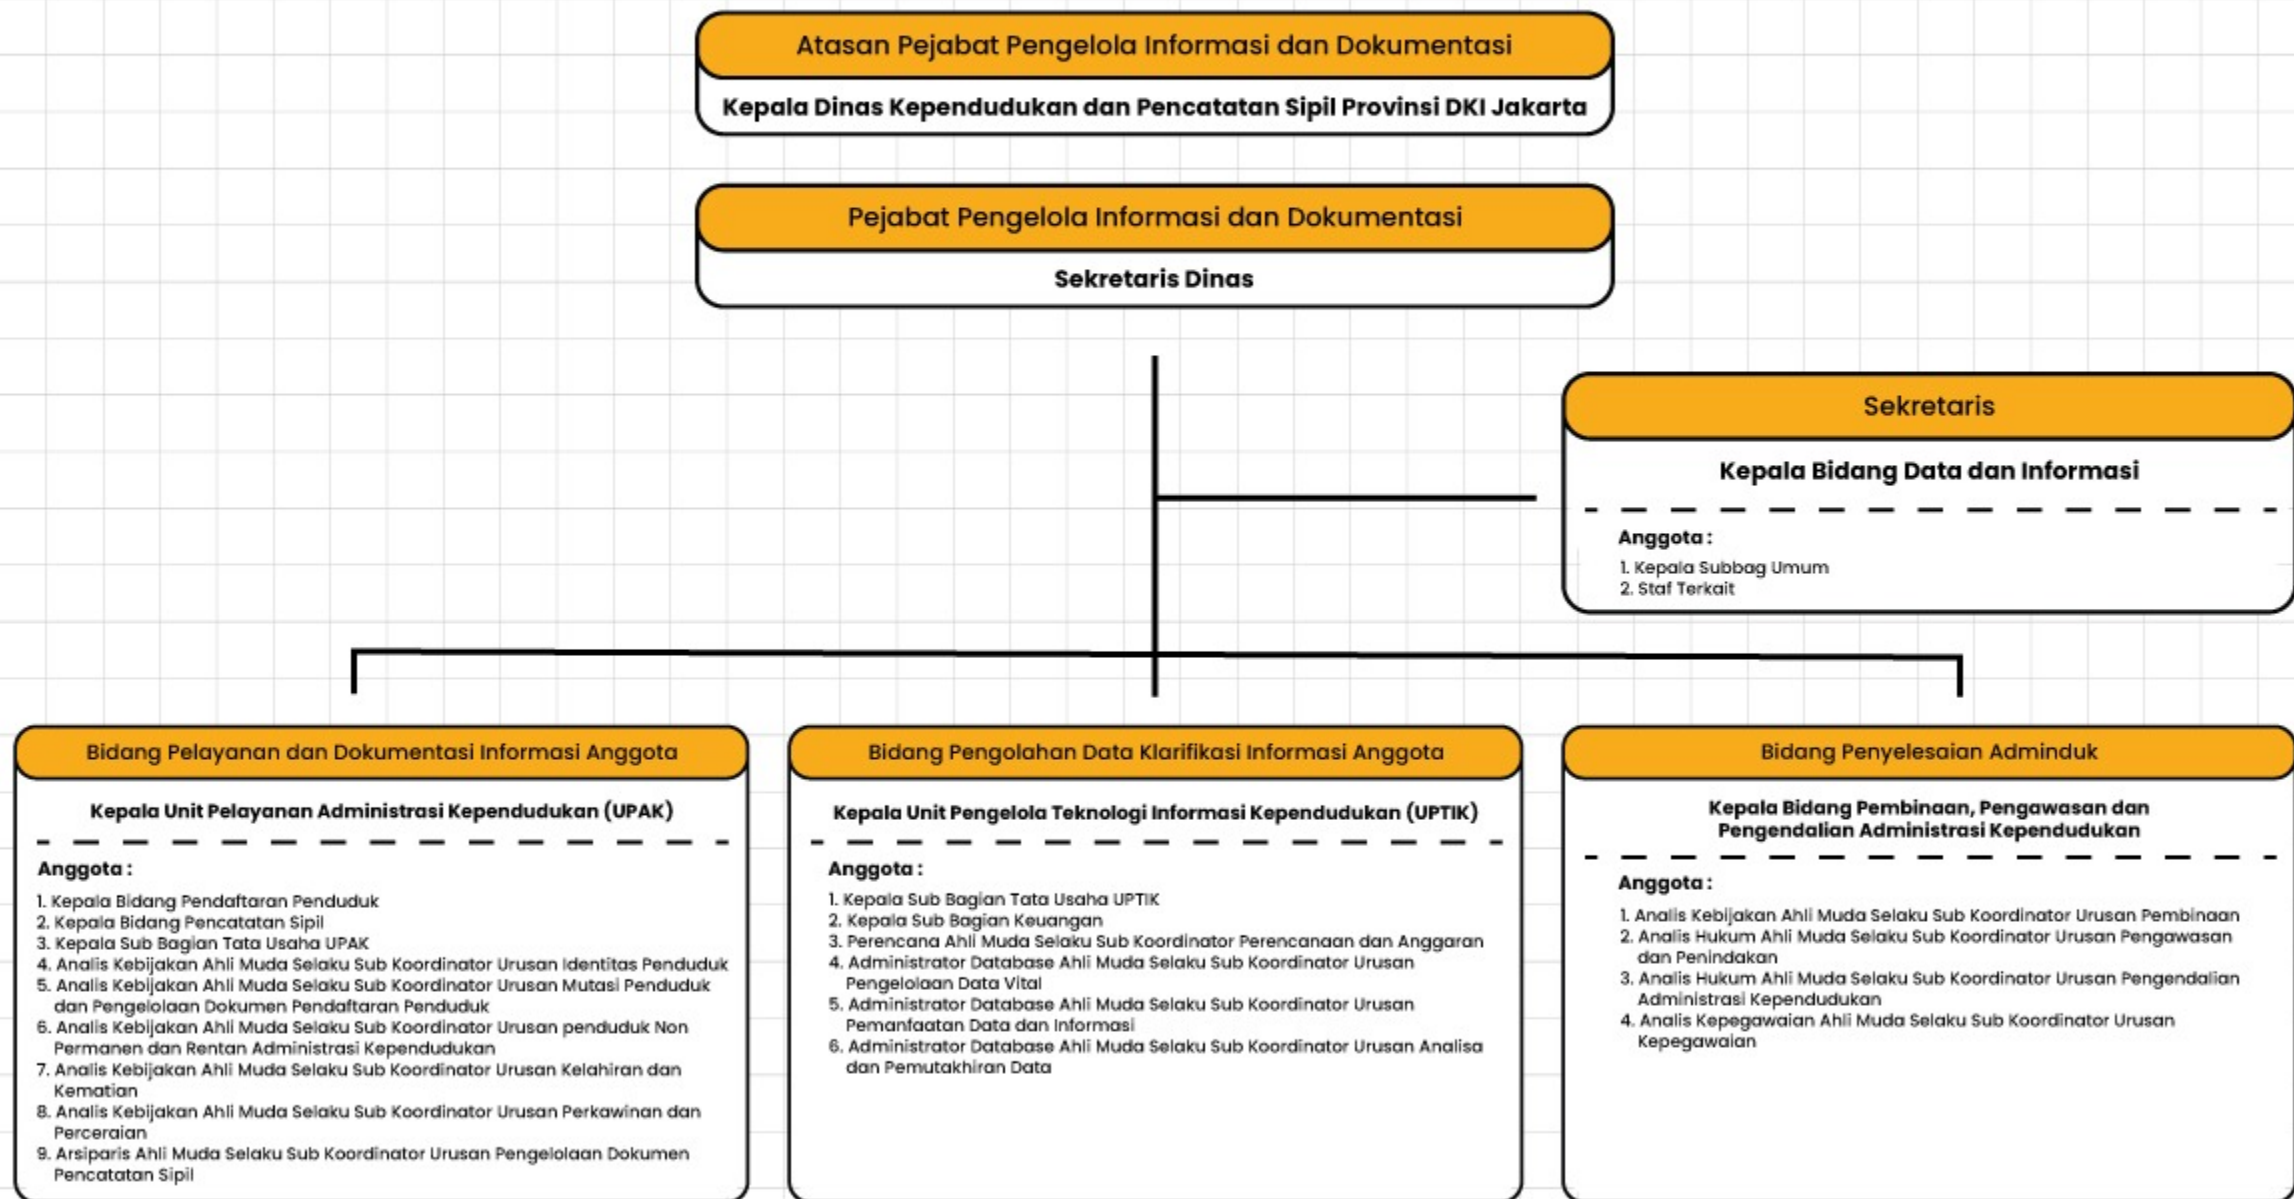 Atasan Pejabat Pengelola Informasi dan Dokumentasi
Kepala Dinas Kependudukan dan Pencatatan Sipil Provinsi DKI Jakarta
Pejabat Pengelola Informasi dan Dokumentasi
Sekretaris Dinas
Sekretaris
Kepala Bidang Data dan Informasi
Anggota :
1. Kepala Subbag Umum
2. Staf Terkait
Bidang Pelayanan dan Dokumentasi Informasi Anggota
Kepala Unit Pelayanan Administrasi Kependudukan (UPAK)
Anggota :
1. Kepala Bidang Pendaftaran Penduduk
2. Kepala Bidang Pencatatan Sipil
3. Kepala Sub Bagian Tata Usaha UPAK
4. Analis Kebijakan Ahli Muda Selaku Sub Koordinator Urusan Identitas Penduduk
5. Analis Kebijakan Ahli Muda Selaku Sub Koordinator Urusan Mutasi Penduduk
dan Pengelolaan Dokumen Pendaftaran Penduduk
6. Analis Kebijakan Ahli Muda Selaku Sub Koordinator Urusan penduduk Non
Permanen dan Rentan Administrasi Kependudukan
7. Analis Kebijakan Ahli Muda Selaku Sub Koordinator Urusan Kelahiran dan
Kematian
8. Analis Kebijakan Ahli Muda Selaku Sub Koordinator Urusan Perkawinan dan
Perceraian
9. Arsiparis Ahli Muda Selaku Sub Koordinator Urusan Pengelolaan Dokumen
Pencatatan Sipil
Bidang Pengolahan Data Klarifikasi Informasi Anggota
Kepala Unit Pengelola Teknologi Informasi Kependudukan (UPTIK)
Anggota :
1. Kepala Sub Bagian Tata Usaha UPTIK
2. Kepala Sub Bagian Keuangan
3. Perencana Ahli Muda Selaku Sub Koordinator Perencanaan dan Anggaran
4. Administrator Database Ahli Muda Selaku Sub Koordinator Urusan
Pengelolaan Data Vital
5. Administrator Database Ahli Muda Selaku Sub Koordinator Urusan
Pemanfaatan Data dan Informasi
6. Administrator Database Ahli Muda Selaku Sub Koordinator Urusan Analisa
dan Pemutakhiran Data
Bidang Penyelesaian Adminduk
Kepala Bidang Pembinaan, Pengawasan dan
Pengendalian Administrasi Kependudukan
Anggota :
1. Analis Kebijakan Ahli Muda Selaku Sub Koordinator Urusan Pembinaan
2. Analis Hukum Ahli Muda Selaku Sub Koordinator Urusan Pengawasan
dan Penindakan
3. Analis Hukum Ahli Muda Selaku Sub Koordinator Urusan Pengendalian
Administrasi Kependudukan
4. Analis Kepegawaian Ahli Muda Selaku Sub Koordinator Urusan
Kepegawaian